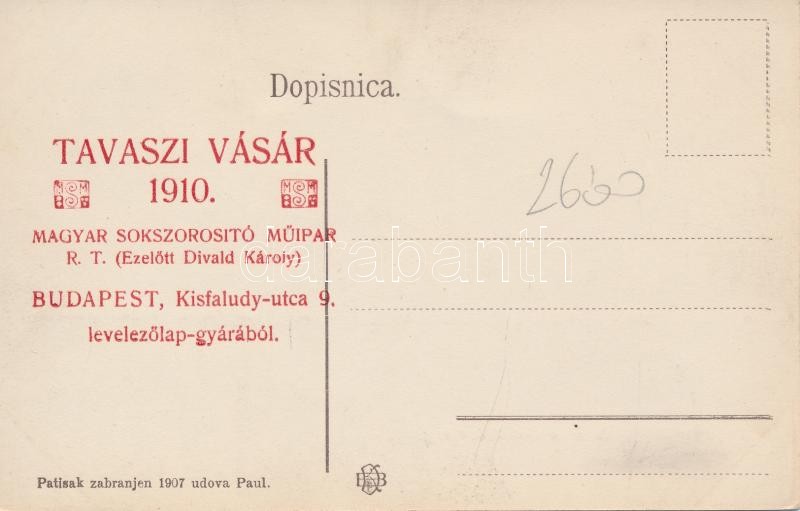 Dopisnica.
TAVASZI VÁSÁR
1910.
MAGYAR SOKSZOROSITÓ MŰIPAR
R. T. (Ezelőtt Divald Károly)
BUDAPEST, Kisfaludy-utca 9.
levelezőlap-gyárából.
darabanth
Patisak zabranjen 1907 udova Paul.